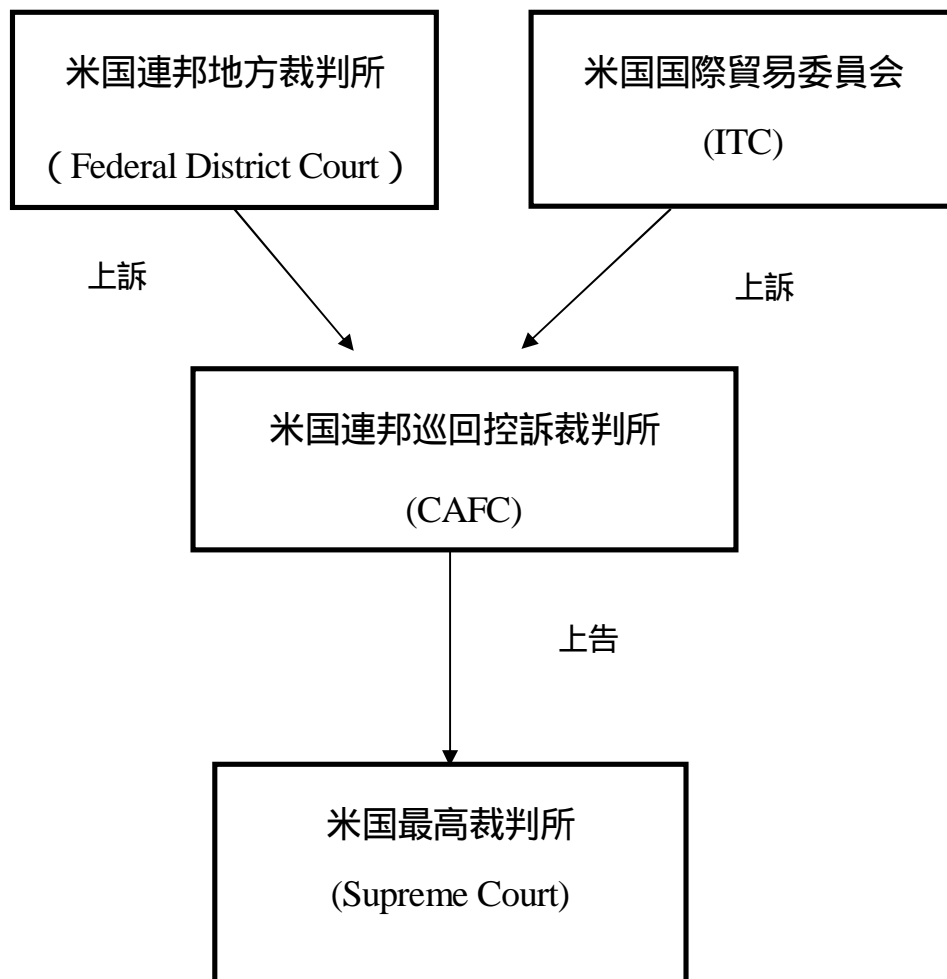 米国連邦地方裁判所
（Federal District Court）
米国国際貿易委員会
(ITC)
上訴
上訴
米国連邦巡回控訴裁判所
(CAFC)
上告
米国最高裁判所
(Supreme Court)